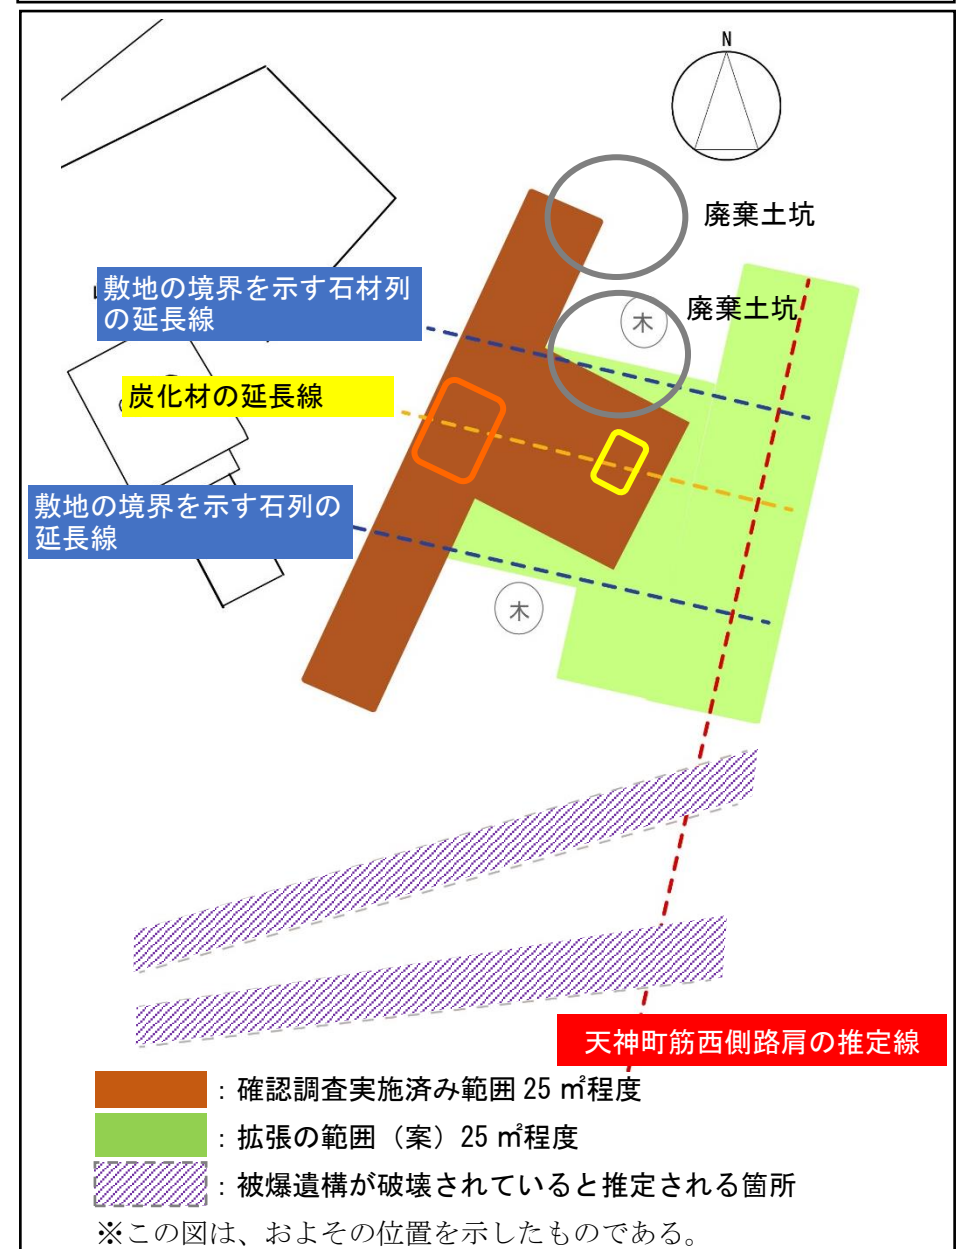 N
廃棄土坑
敷地の境界を示す石材列
の延長線
廃棄土坑
木
炭化材の延長線
敷地の境界を示す石列の
延長線
木
天神町筋西側路肩の推定線
：確認調査実施済み範囲 25 ㎡程度
：拡張の範囲（案）25 ㎡程度
：被爆遺構が破壊されていると推定される箇所
※この図は、およその位置を示したものである。